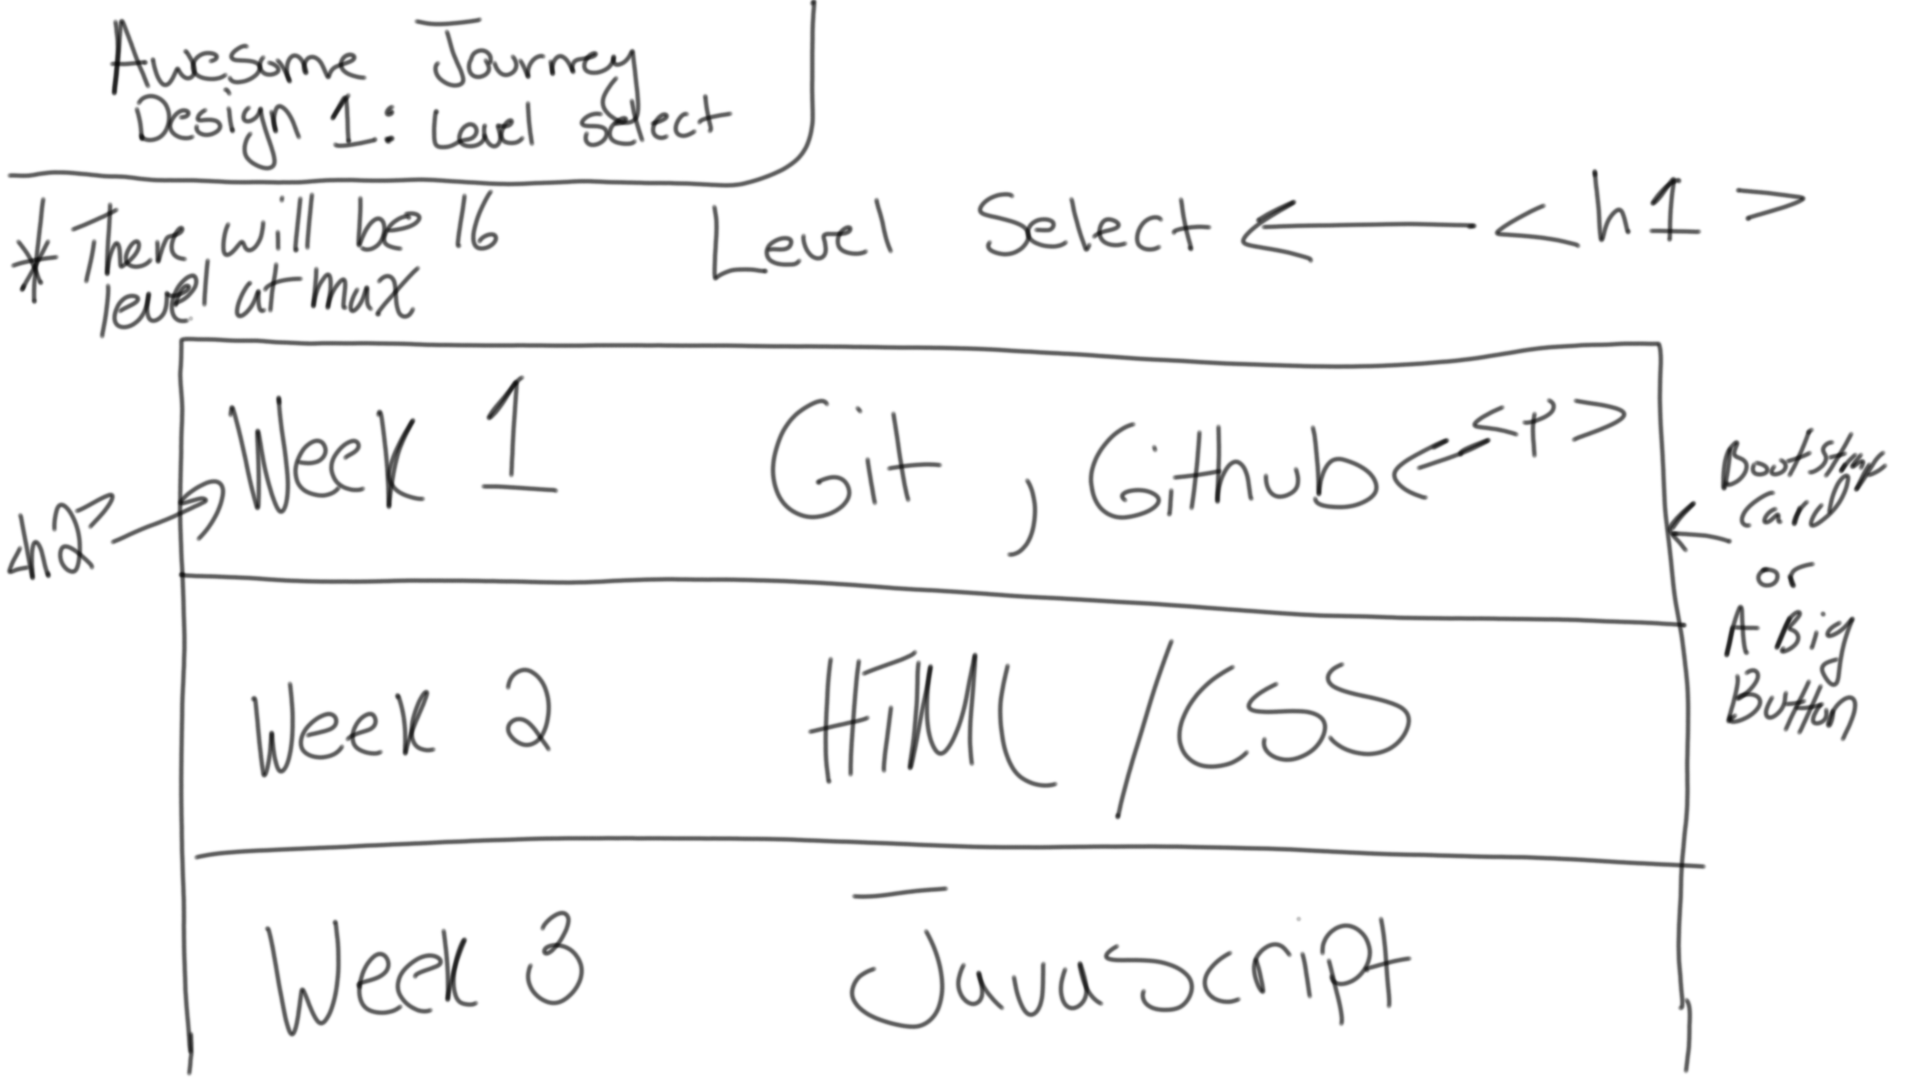 Awesome Journey
Design 1: Level select
* There will be 16
level at max
Level Select <h1>
Week 1 Git, Github <p>
<h2>
Week 2 HTML/CSS
Week 3 JavaScript
Bootstrap
card
or
A Big
Button